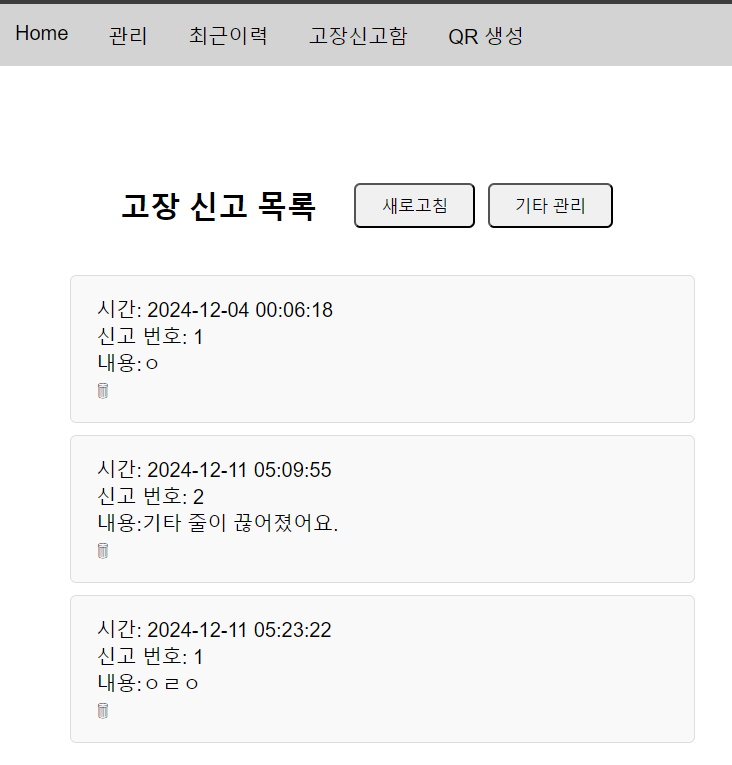 Home 관리 최근이력 고장신고함 QR 생성
고장 신고 목록 새로고침 기타 관리
시간: 2024-12-04 00:06:18
신고 번호: 1
내용:ㅇ
시간: 2024-12-11 05:09:55
신고 번호: 2
내용:기타 줄이 끊어졌어요.
시간: 2024-12-11 05:23:22
신고 번호: 1
내용:ㅇㄹㅇ